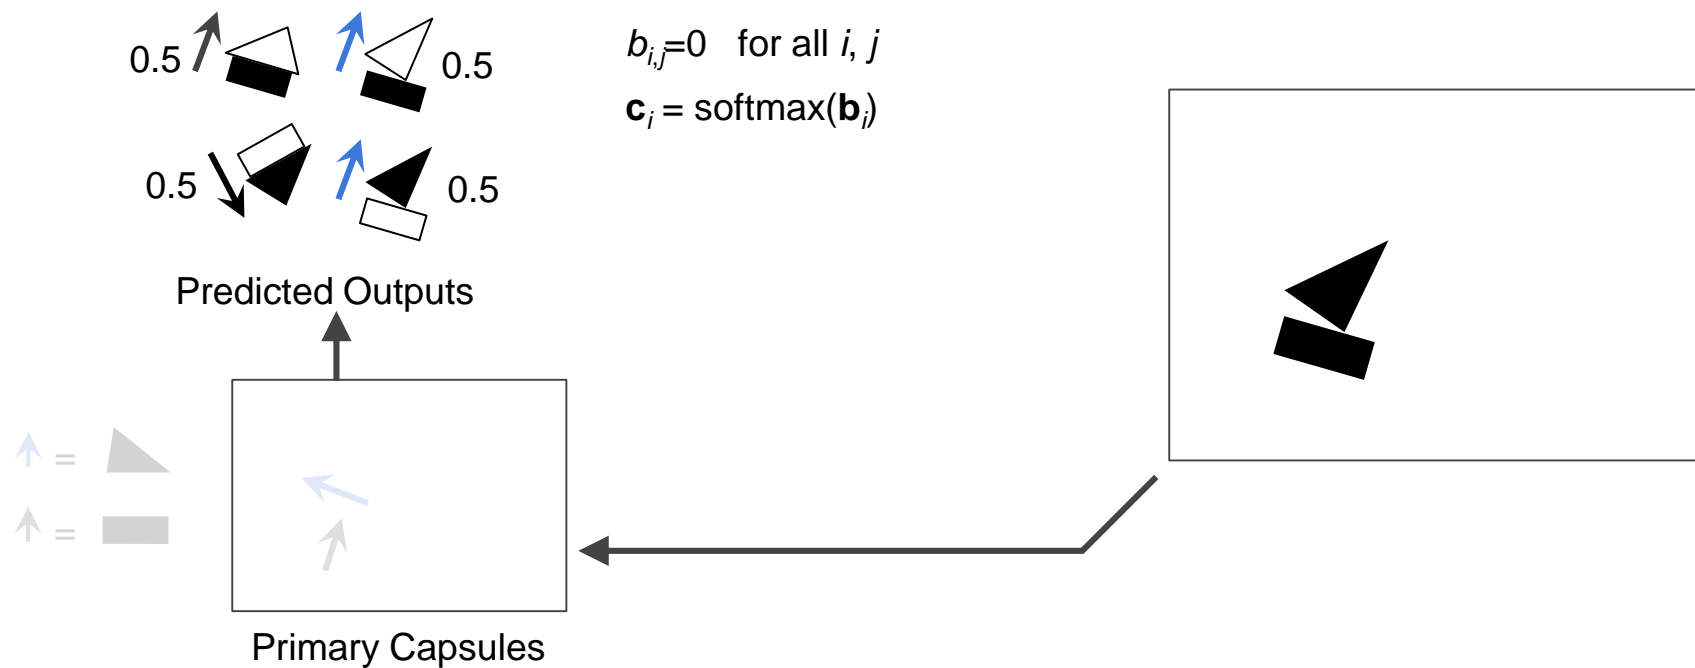 0.5 0.5
b_{i,j}=0 for all i, j
c_i = softmax(b_i)
0.5 0.5
Predicted Outputs
=
=
Primary Capsules